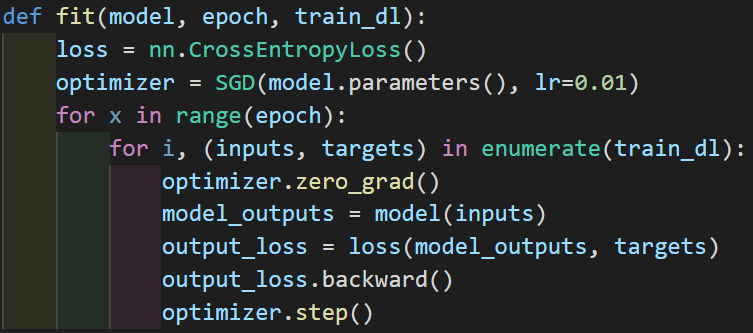 def fit(model, epoch, train_dl):
    loss = nn.CrossEntropyLoss()
    optimizer = SGD(model.parameters(), lr=0.01)
    for x in range(epoch):
        for i, (inputs, targets) in enumerate(train_dl):
            optimizer.zero_grad()
            model_outputs = model(inputs)
            output_loss = loss(model_outputs, targets)
            output_loss.backward()
            optimizer.step()